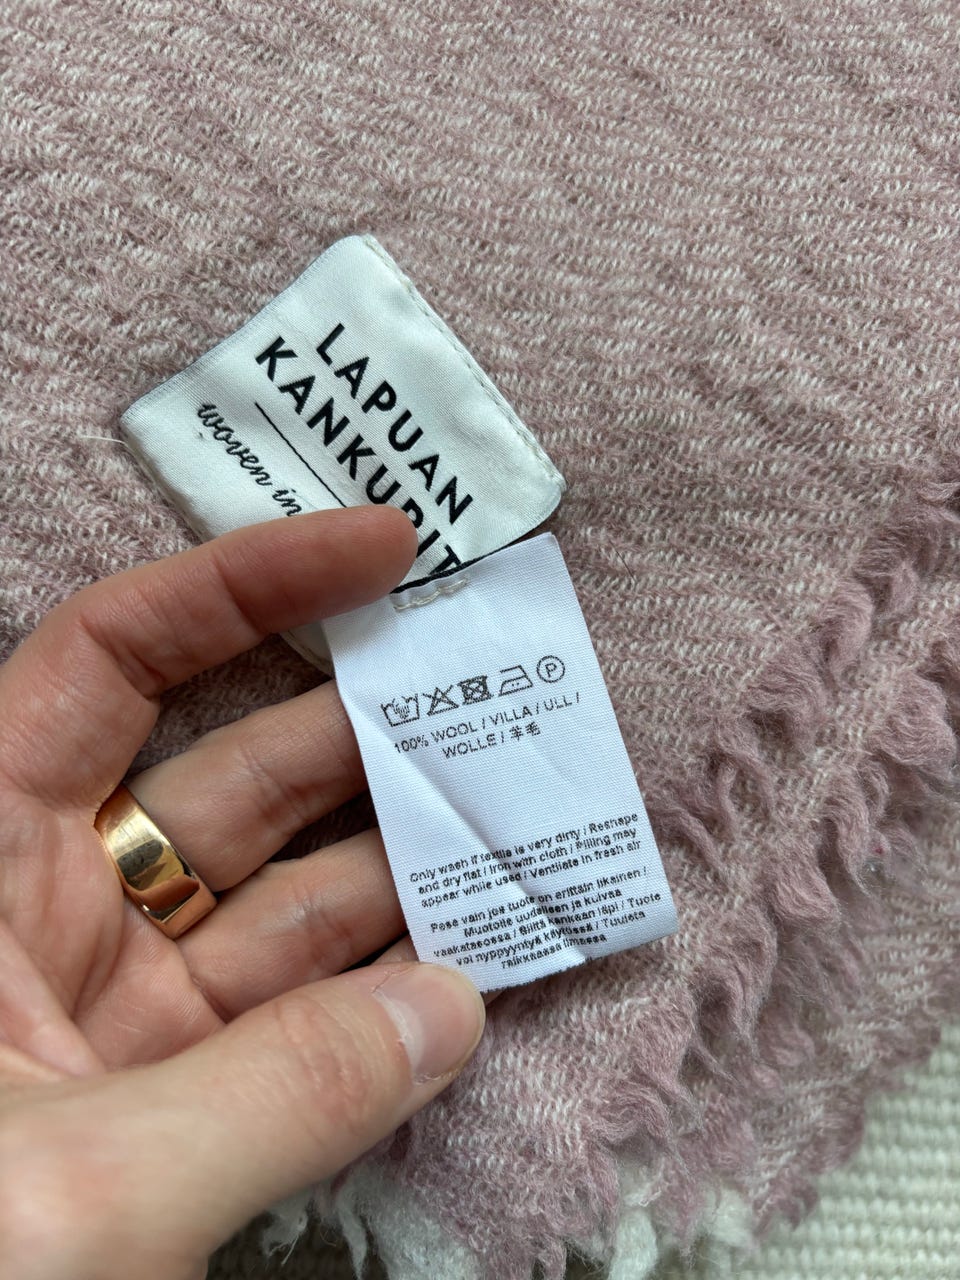 LAPUAN
KANKURIT
woven in
P
100% WOOL / VILLA / ULL /
WOLLE / 羊毛
Only wash if textile is very dirty / Reshape
and dry flat / Iron with cloth / Pilling may
appear while used / Ventilate in fresh air
Pese vain jos tuote on erittäin likainen /
Muotoile uudelleen ja kuivaa
vaakatasossa / Silitä kankaan läpi / Tuote
voi nyppyyntyä käytössä / Tuuleta
raikkaassa ilmassa